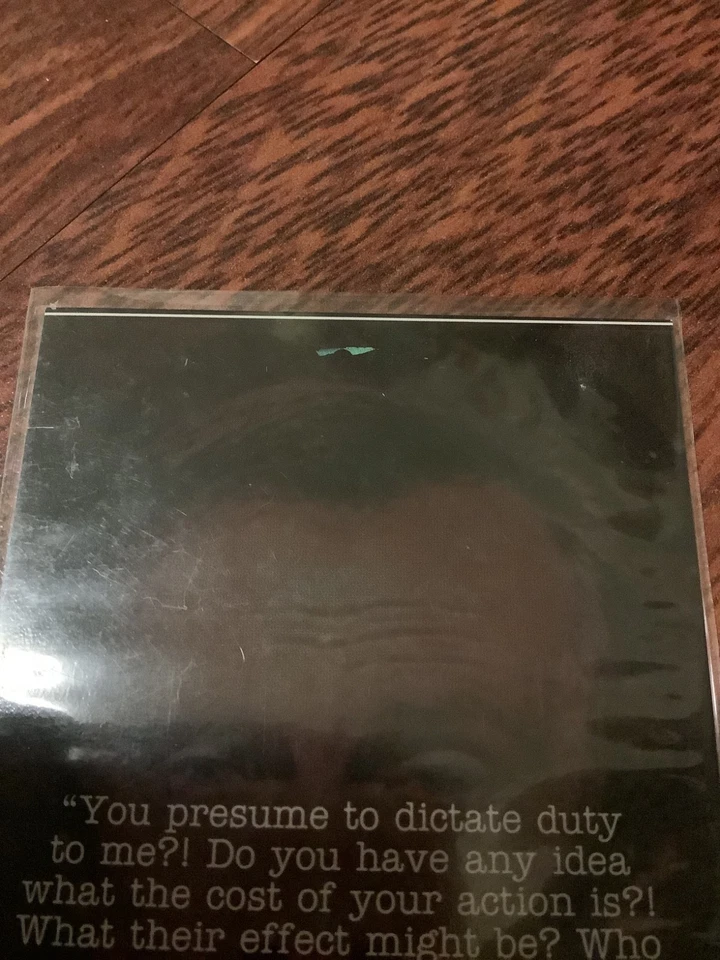 “You presume to dictate duty
to me?! Do you have any idea
what the cost of your action is?!
What their effect might be? Who